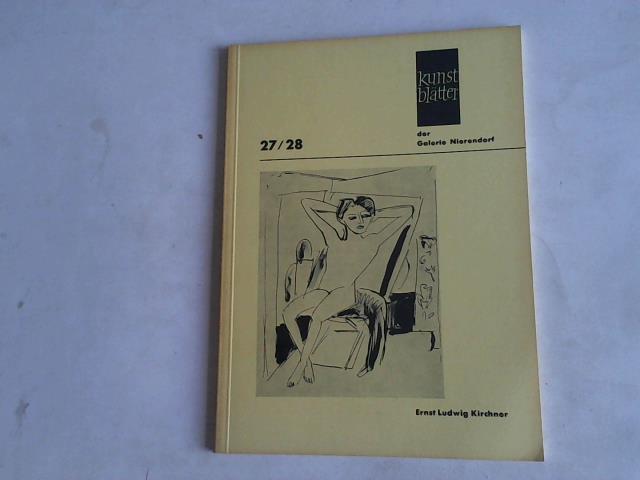 kunst
blätter
der
Galerie Nierendorf
27/28
Ernst Ludwig Kirchner